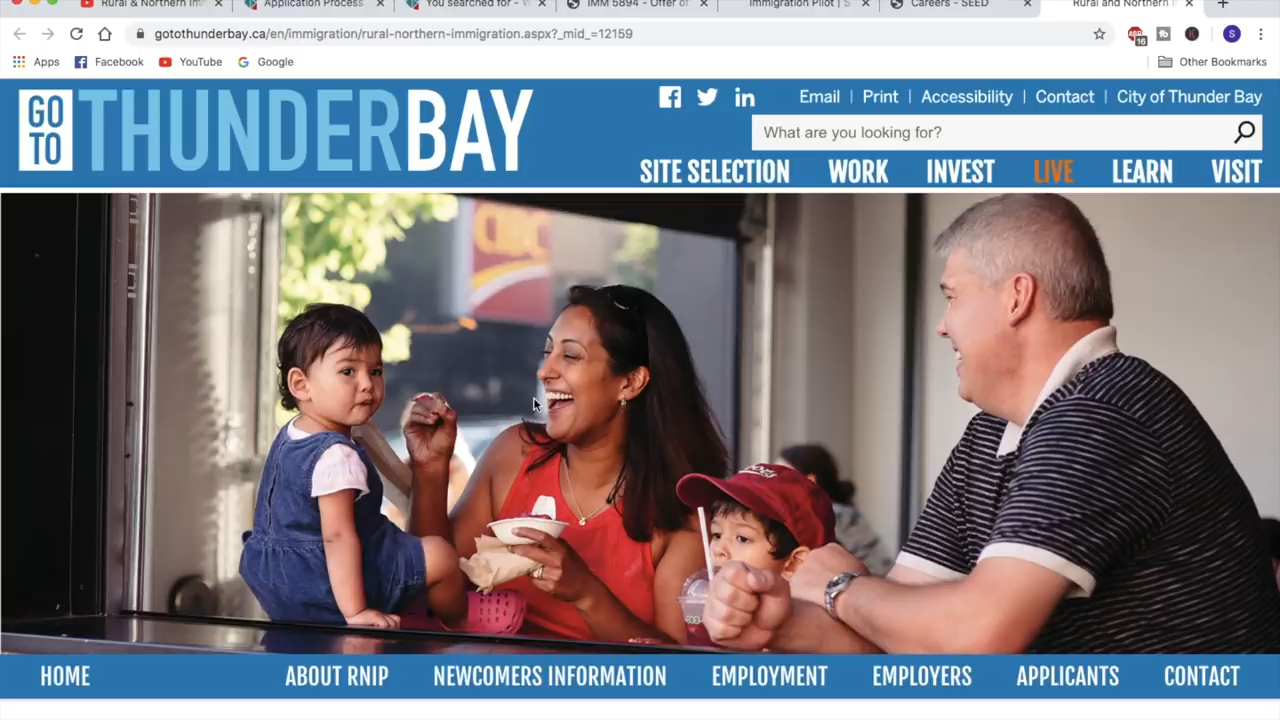 Rural & Northern Imm
Application Process
You searched for - V
IMM 5894 - Offer of
Immigration Pilot | S
Careers - SEED
Rural and Northern I
gotothunderbay.ca/en/immigration/rural-northern-immigration.aspx?_mid_=12159
16
S
Apps
Facebook
YouTube
Google
Other Bookmarks
GO TO THUNDERBAY
Email | Print | Accessibility | Contact | City of Thunder Bay
What are you looking for?
SITE SELECTION WORK INVEST LIVE LEARN VISIT
HOME ABOUT RNIP NEWCOMERS INFORMATION EMPLOYMENT EMPLOYERS APPLICANTS CONTACT